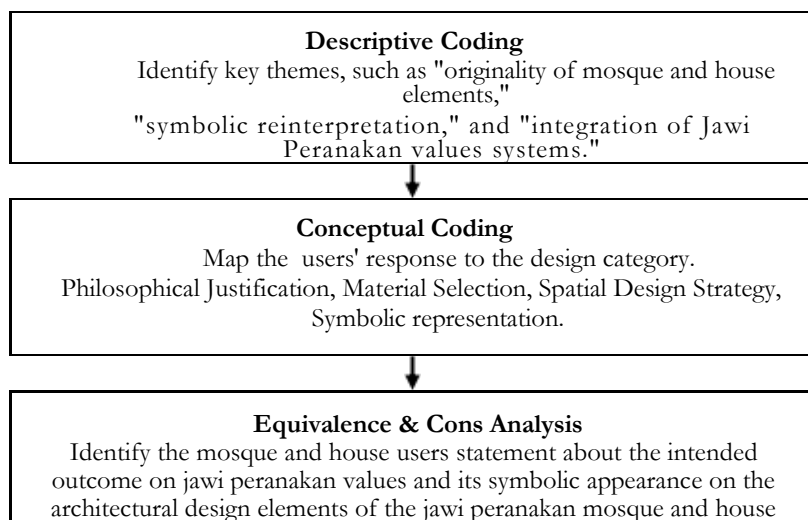 Descriptive Coding
Identify key themes, such as "originality of mosque and house
elements,"
"symbolic reinterpretation," and "integration of Jawi
Peranakan values systems."
Conceptual Coding
Map the users' response to the design category.
Philosophical Justification, Material Selection, Spatial Design Strategy,
Symbolic representation.
Equivalence & Cons Analysis
Identify the mosque and house users statement about the intended
outcome on jawi peranakan values and its symbolic appearance on the
architectural design elements of the jawi peranakan mosque and house